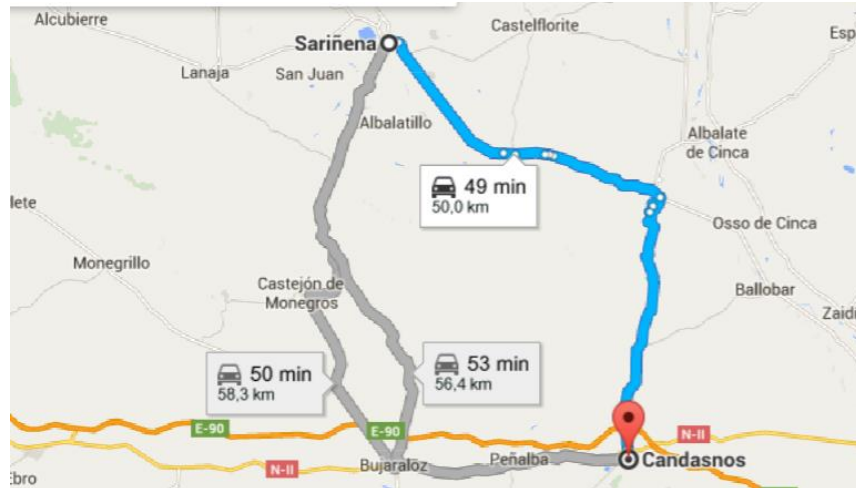 Alcubierre
Castelflorite
Esp
Sariñena
Lanaja
San Juan
Albalatillo
Albalate
de Cinca
49 min
50,0 km
lete
Osso de Cinca
Monegrillo
Castejón de
Monegros
Ballobar
Zaidi
50 min
58,3 km
53 min
56,4 km
E-90
E-90
N-II
N-II
Bujaraloz
Peñalba
Candasnos
Ebro